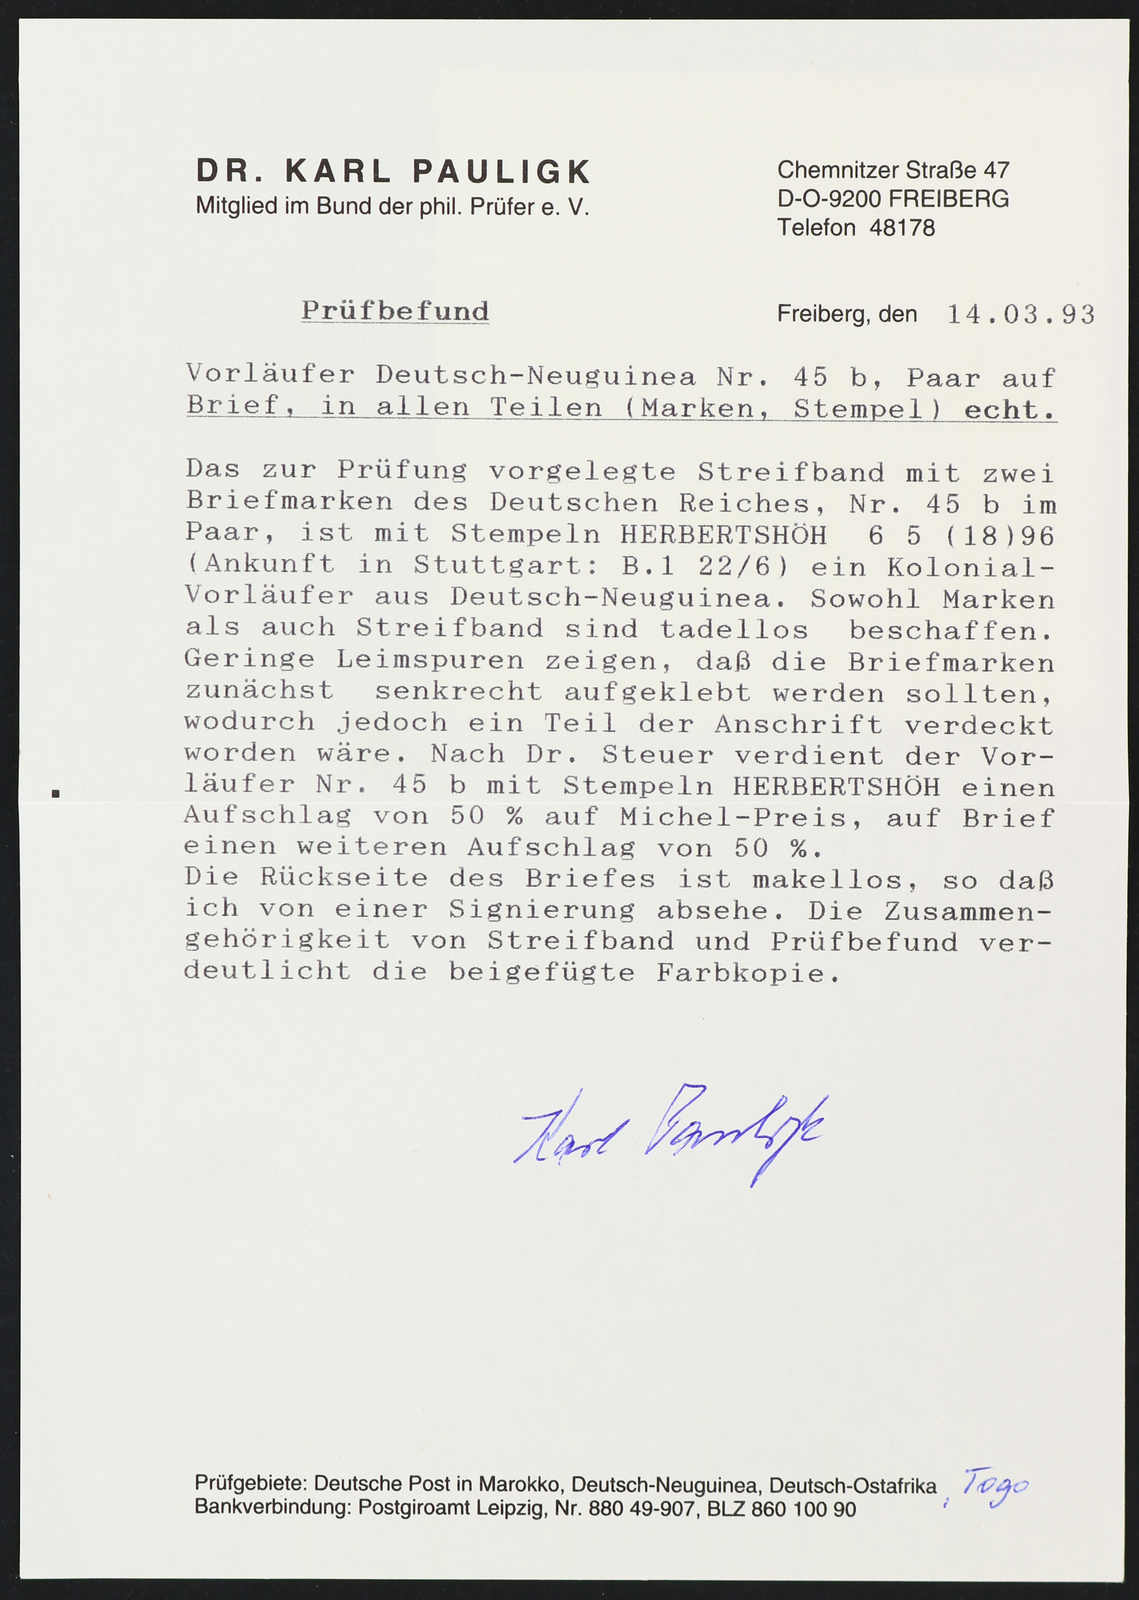 DR. KARL PAULIGK
Mitglied im Bund der phil. Prüfer e. V.
Chemnitzer Straße 47
D-O-9200 FREIBERG
Telefon 48178
Prüfbefund
Freiberg, den 14.03.93
Vorläufer Deutsch-Neuguinea Nr. 45 b, Paar auf
Brief, in allen Teilen (Marken, Stempel) echt.
Das zur Prüfung vorgelegte Streifband mit zwei
Briefmarken des Deutschen Reiches, Nr. 45 b im
Paar, ist mit Stempeln HERBERTSHÖH 6 5 (18)96
(Ankunft in Stuttgart: B.1 22/6) ein Kolonial-
Vorläufer aus Deutsch-Neuguinea. Sowohl Marken
als auch Streifband sind tadellos beschaffen.
Geringe Leimspuren zeigen, daß die Briefmarken
zunächst senkrecht aufgeklebt werden sollten,
wodurch jedoch ein Teil der Anschrift verdeckt
worden wäre. Nach Dr. Steuer verdient der Vor-
läufer Nr. 45 b mit Stempeln HERBERTSHÖH einen
Aufschlag von 50 % auf Michel-Preis, auf Brief
einen weiteren Aufschlag von 50 %.
Die Rückseite des Briefes ist makellos, so daß
ich von einer Signierung absehe. Die Zusammen-
gehörigkeit von Streifband und Prüfbefund ver-
deutlicht die beigefügte Farbkopie.
Karl Pauligk
Prüfgebiete: Deutsche Post in Marokko, Deutsch-Neuguinea, Deutsch-Ostafrika, Togo
Bankverbindung: Postgiroamt Leipzig, Nr. 880 49-907, BLZ 860 100 90